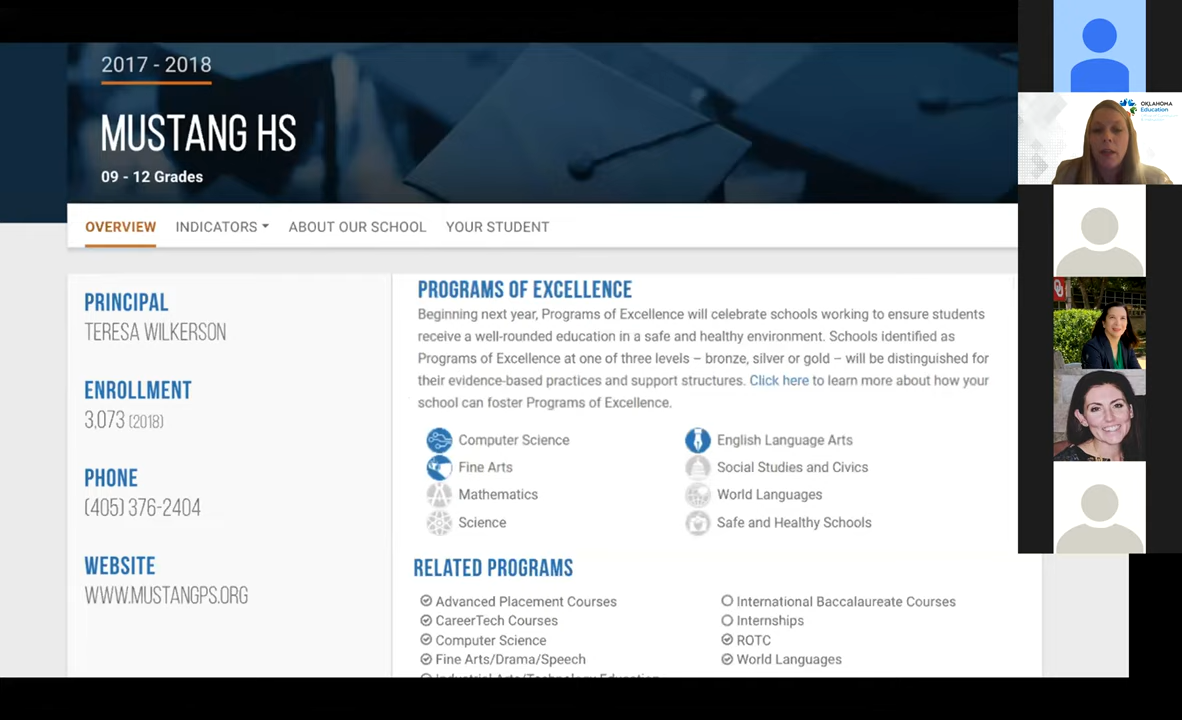 2017 - 2018
MUSTANG HS
09 - 12 Grades
OVERVIEW INDICATORS ABOUT OUR SCHOOL YOUR STUDENT
PRINCIPAL
TERESA WILKERSON
ENROLLMENT
3,073 (2018)
PHONE
(405) 376-2404
WEBSITE
WWW.MUSTANGPS.ORG
PROGRAMS OF EXCELLENCE
Beginning next year, Programs of Excellence will celebrate schools working to ensure students
receive a well-rounded education in a safe and healthy environment. Schools identified as
Programs of Excellence at one of three levels – bronze, silver or gold – will be distinguished for
their evidence-based practices and support structures. Click here to learn more about how your
school can foster Programs of Excellence.
Computer Science
Fine Arts
Mathematics
Science
English Language Arts
Social Studies and Civics
World Languages
Safe and Healthy Schools
RELATED PROGRAMS
Advanced Placement Courses
CareerTech Courses
Computer Science
Fine Arts/Drama/Speech
Industrial Arts/Technology Education
International Baccalaureate Courses
Internships
ROTC
World Languages
OKLAHOMA
Education